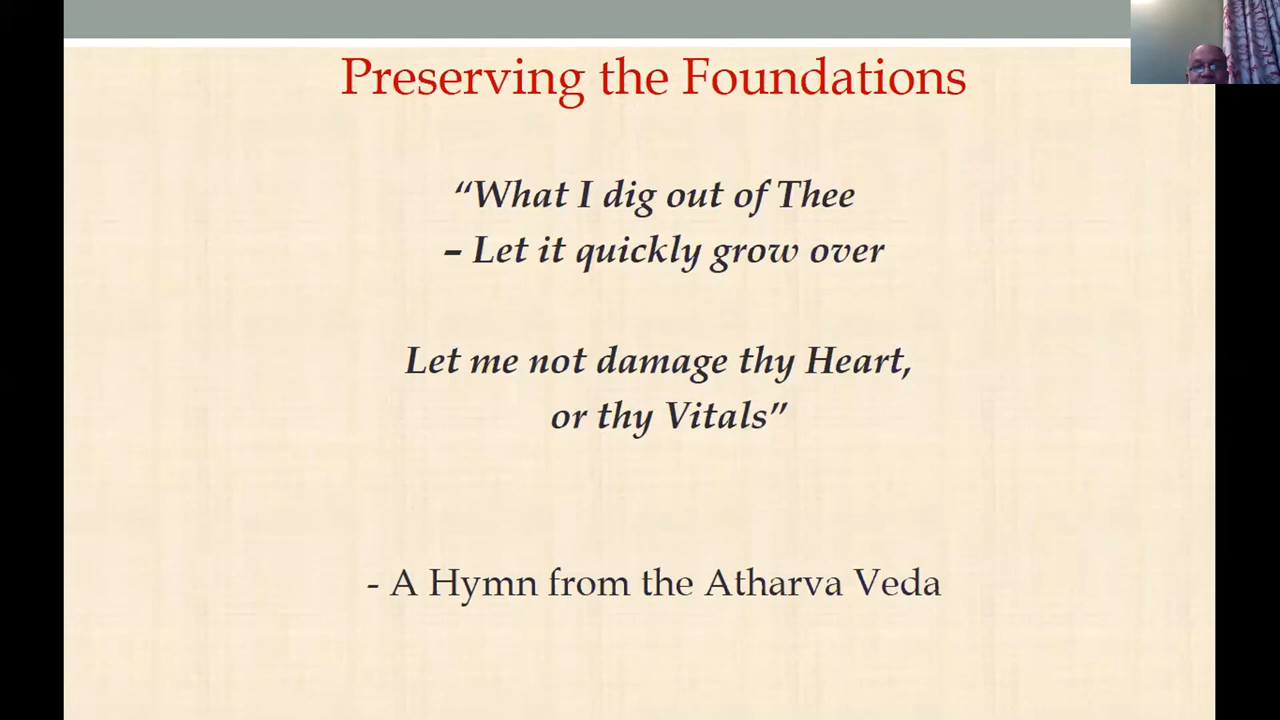 Preserving the Foundations
“What I dig out of Thee
– Let it quickly grow over
Let me not damage thy Heart,
or thy Vitals”
- A Hymn from the Atharva Veda